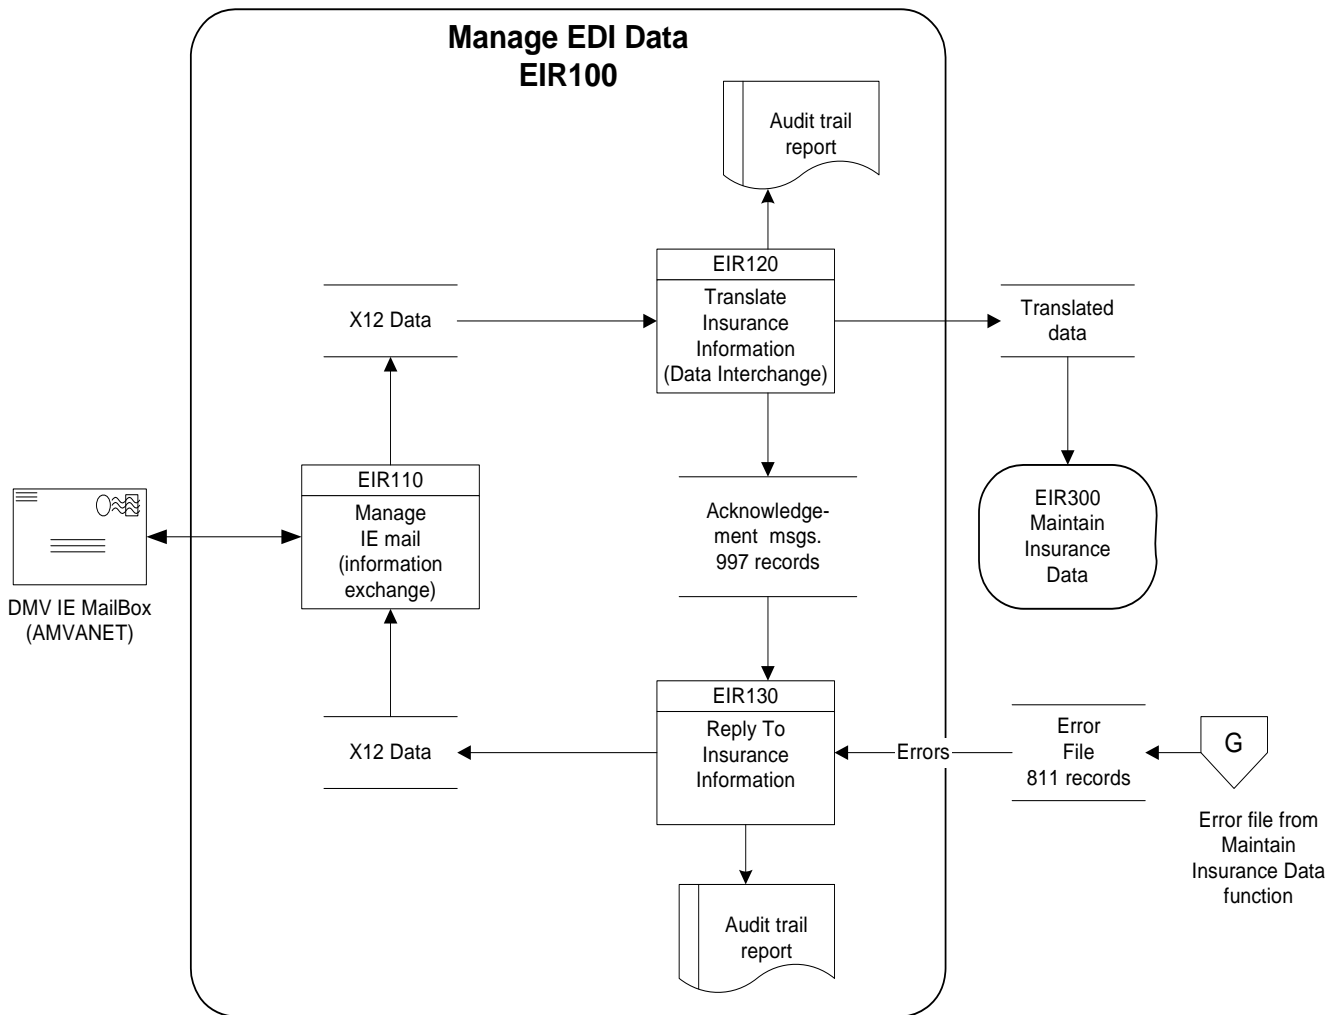 Manage EDI Data
EIR100
Audit trail
report
EIR120
Translate
Insurance
Information
(Data Interchange)
X12 Data
Translated
data
EIR110
Manage
IE mail
(information
exchange)
Acknowledge-
ment msgs.
997 records
EIR300
Maintain
Insurance
Data
DMV IE MailBox
(AMVANET)
EIR130
Reply To
Insurance
Information
X12 Data
Errors
Error
File
811 records
G
Error file from
Maintain
Insurance Data
function
Audit trail
report